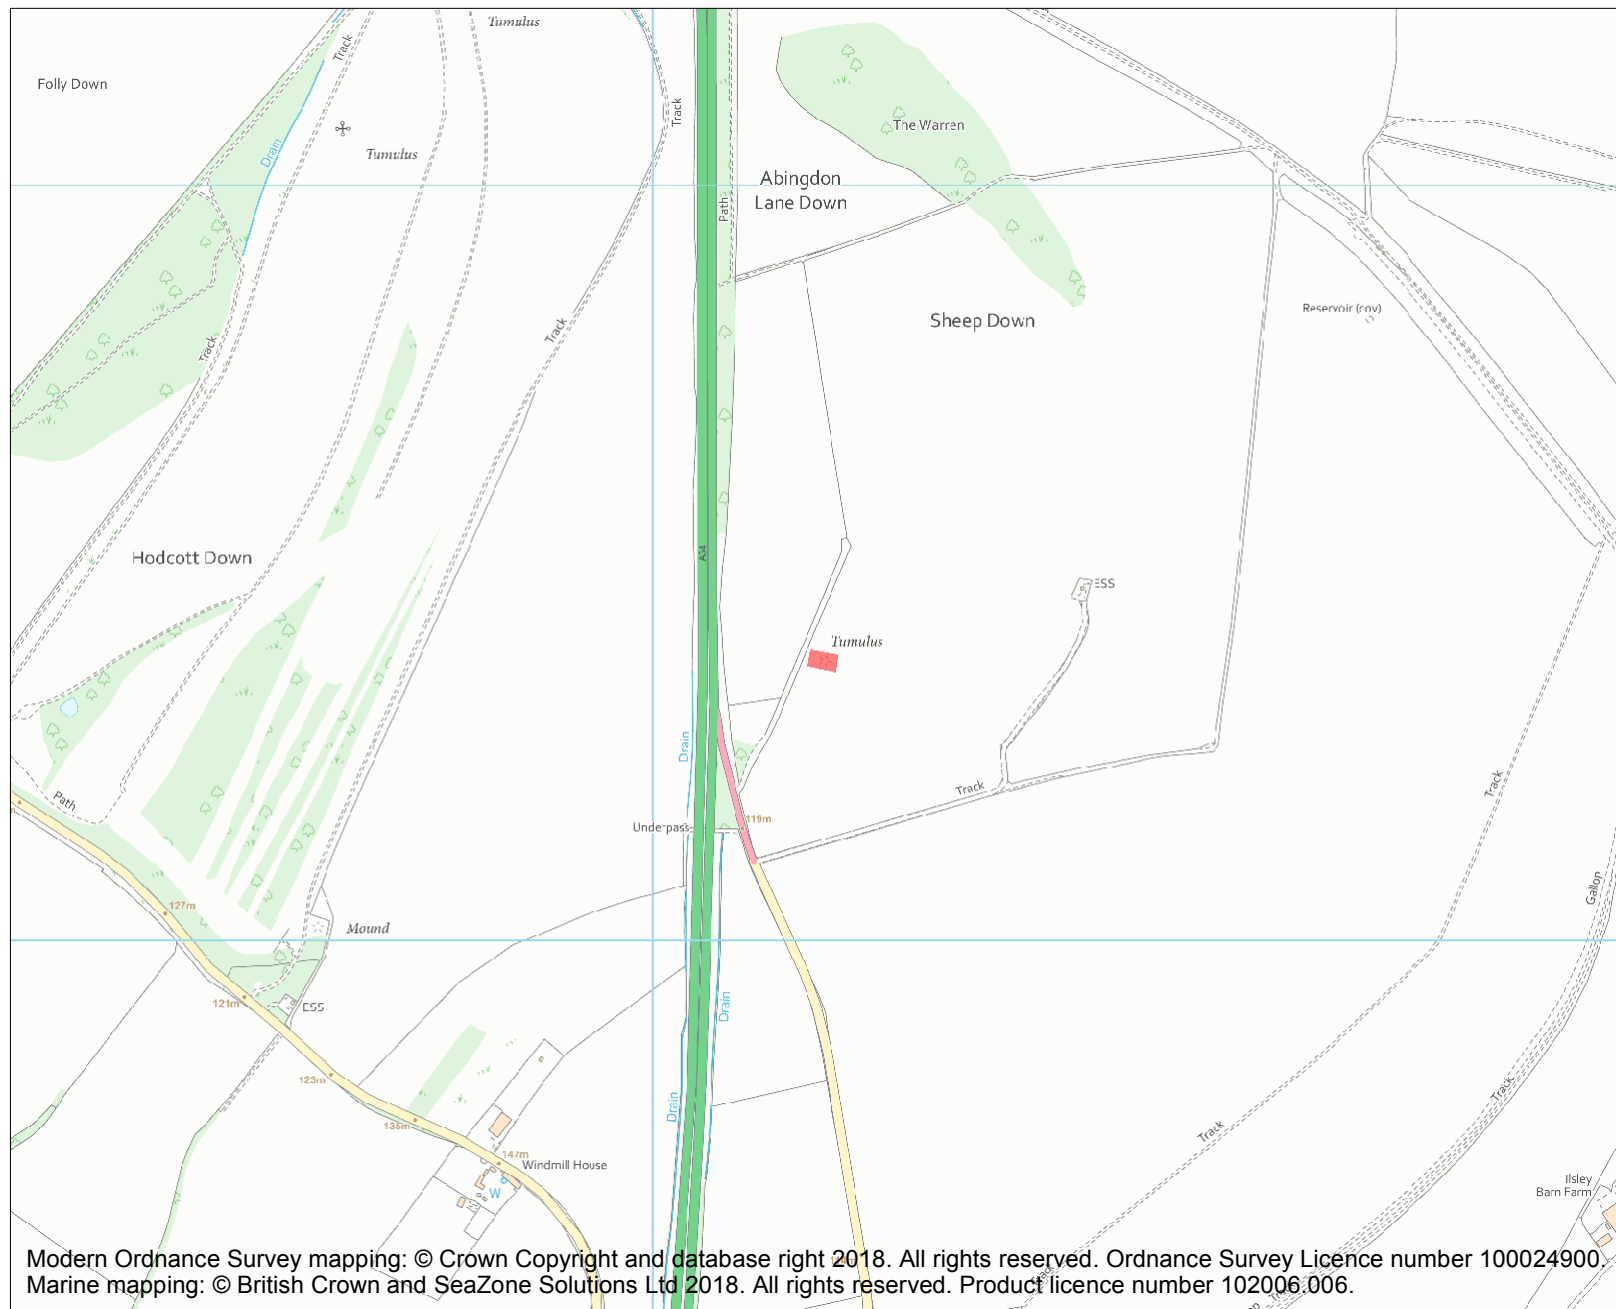 Tumulus
Track
Folly Down
Track
The Warren
Drain
Tumulus
Abingdon
Lane Down
Path
Reservoir (cov)
Sheep Down
Track
Track
A34
Hodcott Down
ESS
Tumulus
Drain
Track
Track
Path
119m
Underpass
Gallop
127m
Mound
121m
ESS
Drain
123m
Track
Drain
135m
Track
147m
Windmill House
W
Ilsley
Barn Farm
Track
Track
Modern Ordnance Survey mapping: © Crown Copyright and database right 2018. All rights reserved. Ordnance Survey Licence number 100024900.
Marine mapping: © British Crown and SeaZone Solutions Ltd 2018. All rights reserved. Product licence number 102006.006.